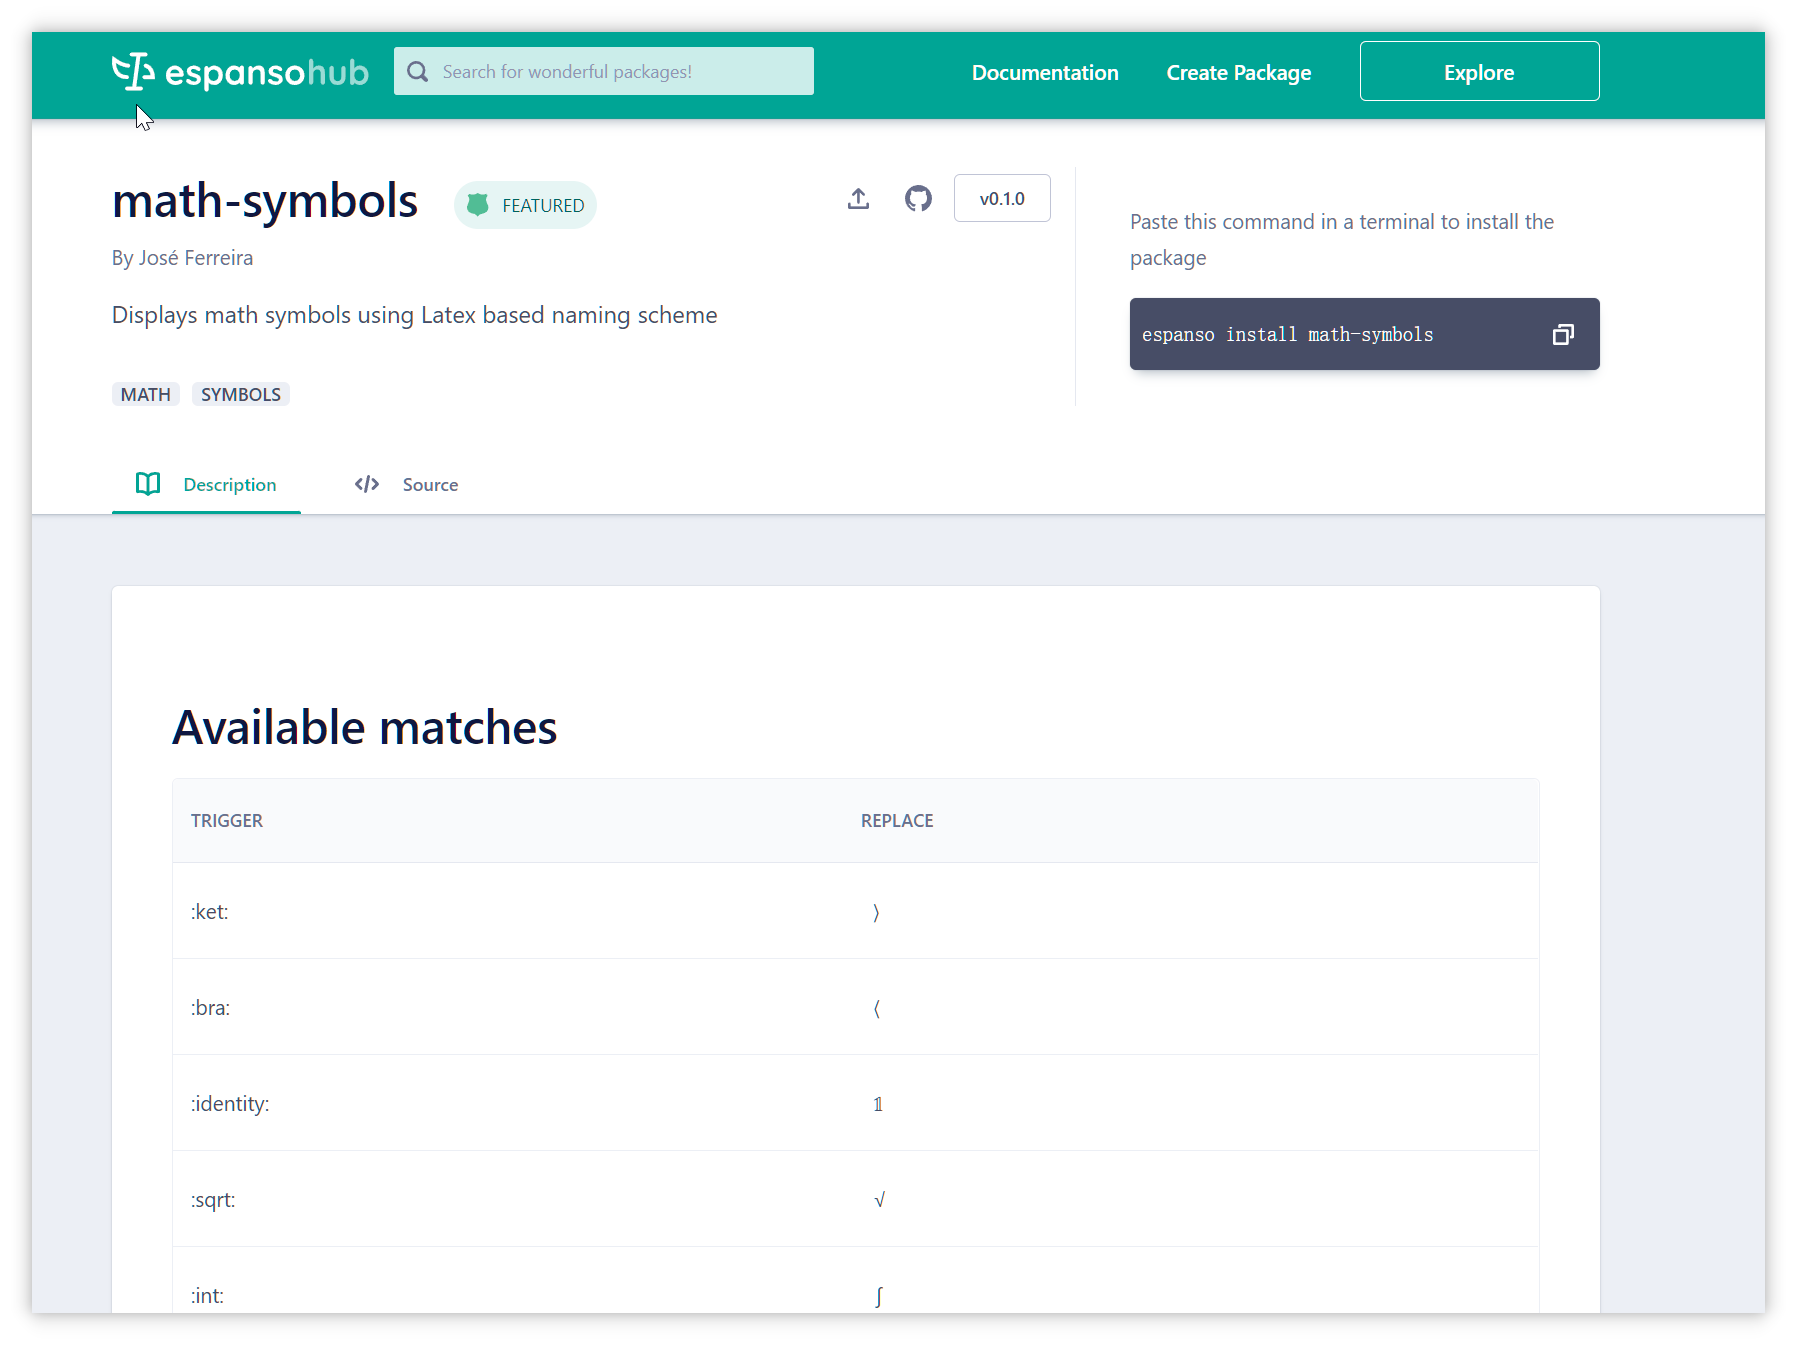 espansohub
Search for wonderful packages!
Documentation
Create Package
Explore
math-symbols
FEATURED
v0.1.0
By José Ferreira
Displays math symbols using Latex based naming scheme
MATH
SYMBOLS
Paste this command in a terminal to install the
package
espanso install math-symbols
Description
</> Source
Available matches
TRIGGER REPLACE
:ket: ⟩
:bra: ⟨
:identity: 𝟙
:sqrt: √
:int: ∫